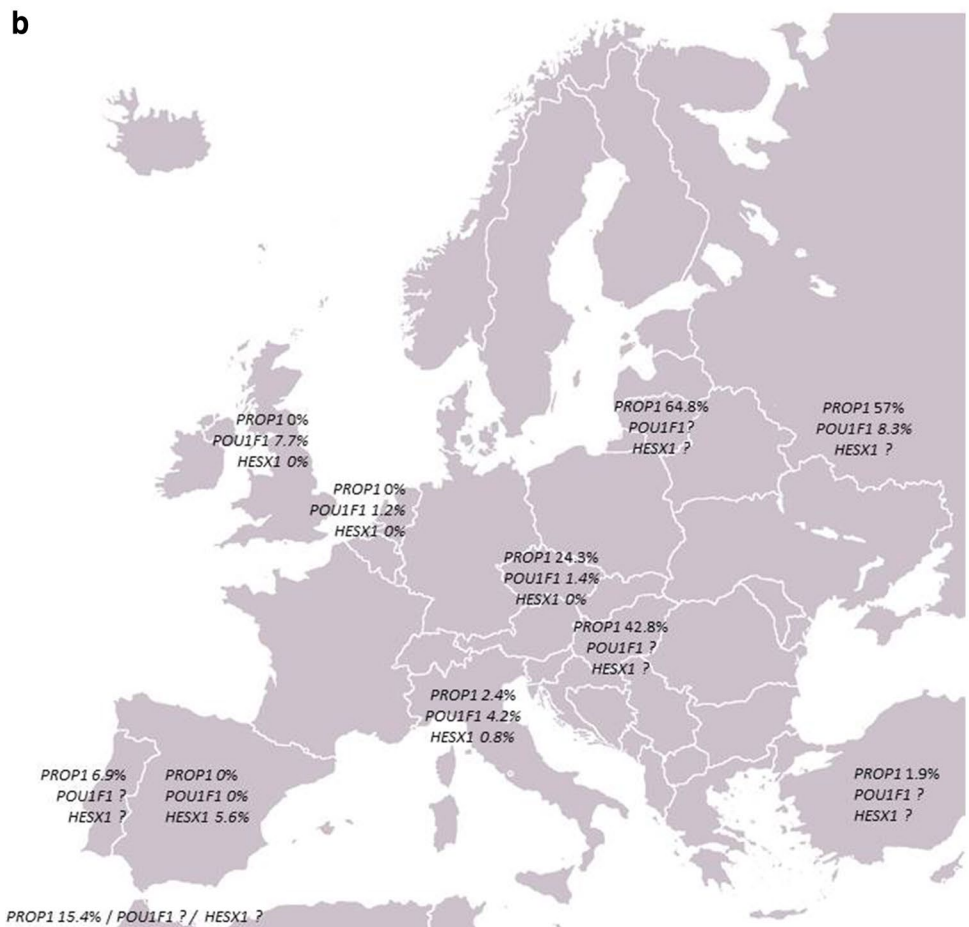 b
PROP1 0%
POU1F1 7.7%
HESX1 0%
PROP1 0%
POU1F1 1.2%
HESX1 0%
PROP1 64.8%
POU1F1 ?
HESX1 ?
PROP1 57%
POU1F1 8.3%
HESX1 ?
PROP1 24.3%
POU1F1 1.4%
HESX1 0%
PROP1 42.8%
POU1F1 ?
HESX1 ?
PROP1 2.4%
POU1F1 4.2%
HESX1 0.8%
PROP1 6.9%
POU1F1 ?
HESX1 ?
PROP1 0%
POU1F1 0%
HESX1 5.6%
PROP1 1.9%
POU1F1 ?
HESX1 ?
PROP1 15.4% / POU1F1 ? / HESX1 ?